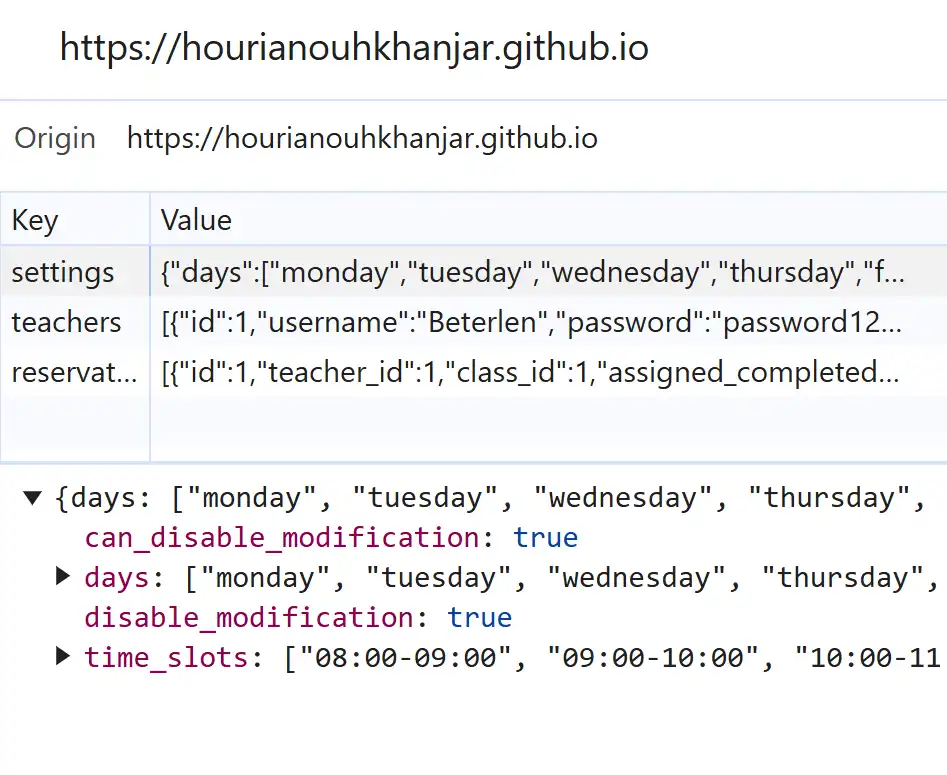 https://hourianouhkhanjar.github.io
Origin https://hourianouhkhanjar.github.io
Key Value
settings {"days":["monday","tuesday","wednesday","thursday","f...
teachers [{"id":1,"username":"Beterlen","password":"password12...
reservat... [{"id":1,"teacher_id":1,"class_id":1,"assigned_completed...
▼ {days: ["monday", "tuesday", "wednesday", "thursday",
can_disable_modification: true
▶ days: ["monday", "tuesday", "wednesday", "thursday",
disable_modification: true
▶ time_slots: ["08:00-09:00", "09:00-10:00", "10:00-11